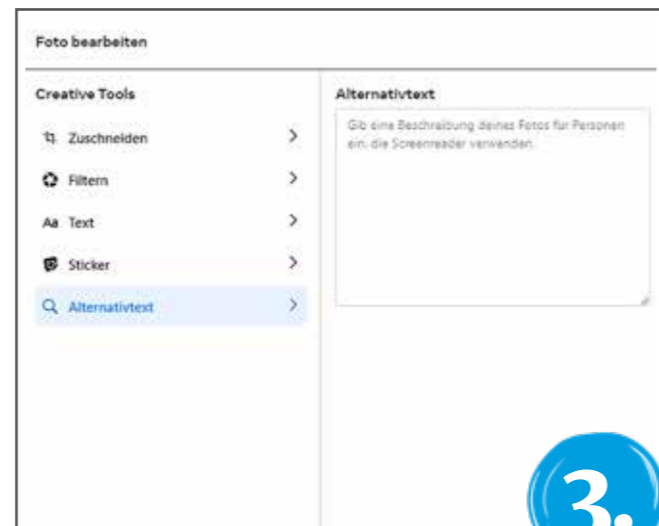 Foto bearbeiten
Creative Tools
Zuschneiden
Filtern
Aa Text
Sticker
Alternativtext
Alternativtext
Gib eine Beschreibung deines Fotos für Personen
ein, die Screenreader verwenden.
3.